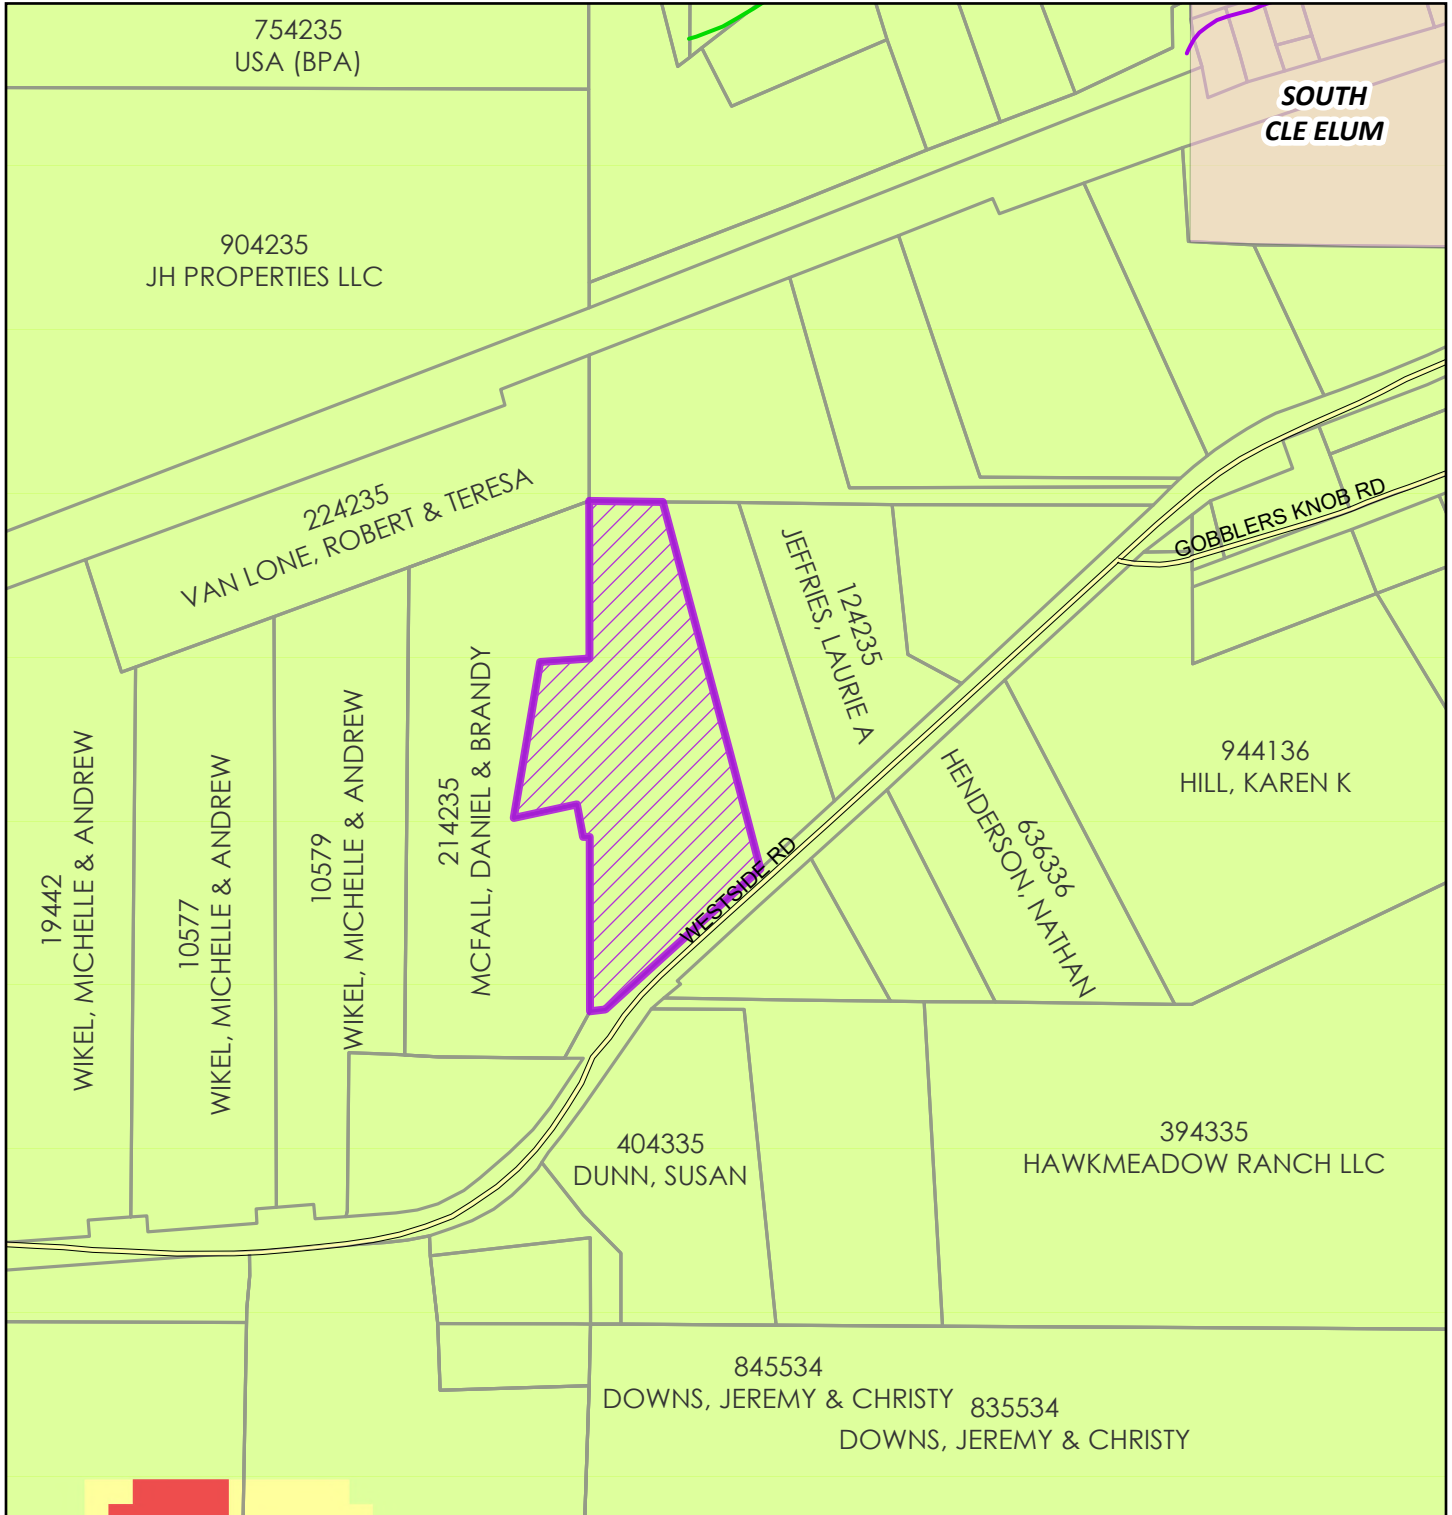 754235
USA (BPA)
SOUTH
CLE ELUM
904235
JH PROPERTIES LLC
224235
VAN LONE, ROBERT & TERESA
GOBBLERS KNOB RD
124235
JEFFRIES, LAURIE A
19442
WIKEL, MICHELLE & ANDREW
10577
WIKEL, MICHELLE & ANDREW
10579
WIKEL, MICHELLE & ANDREW
214235
MCFALL, DANIEL & BRANDY
WESTSIDE RD
944136
HILL, KAREN K
636336
HENDERSON, NATHAN
404335
DUNN, SUSAN
394335
HAWKMEADOW RANCH LLC
845534
DOWNS, JEREMY & CHRISTY
835534
DOWNS, JEREMY & CHRISTY